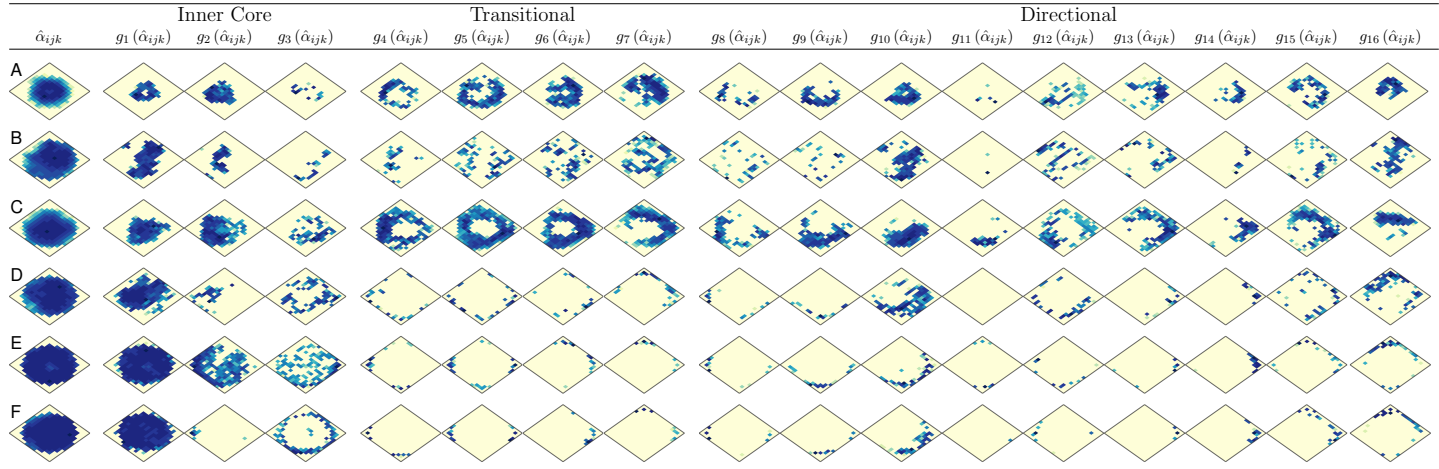 Inner Core Transitional Directional
α̂ijk g1 (α̂ijk) g2 (α̂ijk) g3 (α̂ijk) g4 (α̂ijk) g5 (α̂ijk) g6 (α̂ijk) g7 (α̂ijk) g8 (α̂ijk) g9 (α̂ijk) g10 (α̂ijk) g11 (α̂ijk) g12 (α̂ijk) g13 (α̂ijk) g14 (α̂ijk) g15 (α̂ijk) g16 (α̂ijk)
A
B
C
D
E
F